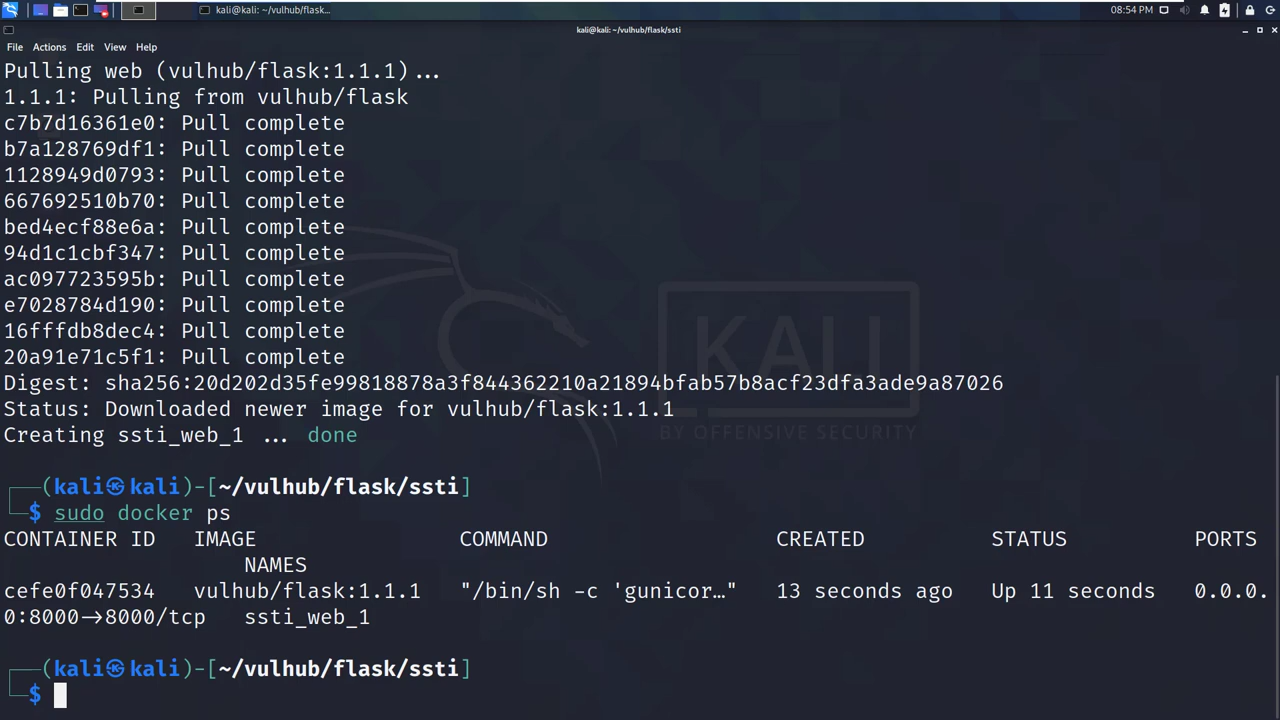 kali@kali: ~/vulhub/flask...
08:54 PM
kali@kali: ~/vulhub/flask/ssti
File Actions Edit View Help
Pulling web (vulhub/flask:1.1.1)...
1.1.1: Pulling from vulhub/flask
c7b7d16361e0: Pull complete
b7a128769df1: Pull complete
1128949d0793: Pull complete
667692510b70: Pull complete
bed4ecf88e6a: Pull complete
94d1c1cbf347: Pull complete
ac097723595b: Pull complete
e7028784d190: Pull complete
16fffdb8dec4: Pull complete
20a91e71c5f1: Pull complete
Digest: sha256:20d202d35fe99818878a3f844362210a21894bfab57b8acf23dfa3ade9a87026
Status: Downloaded newer image for vulhub/flask:1.1.1
Creating ssti_web_1 ... done
KALI
BY OFFENSIVE SECURITY
┌──(kali㉿kali)-[~/vulhub/flask/ssti]
└─$ sudo docker ps
CONTAINER ID   IMAGE                COMMAND                  CREATED          STATUS          PORTS
NAMES
cefe0f047534   vulhub/flask:1.1.1   "/bin/sh -c 'gunicor…"   13 seconds ago   Up 11 seconds   0.0.0.
0:8000->8000/tcp   ssti_web_1
┌──(kali㉿kali)-[~/vulhub/flask/ssti]
└─$